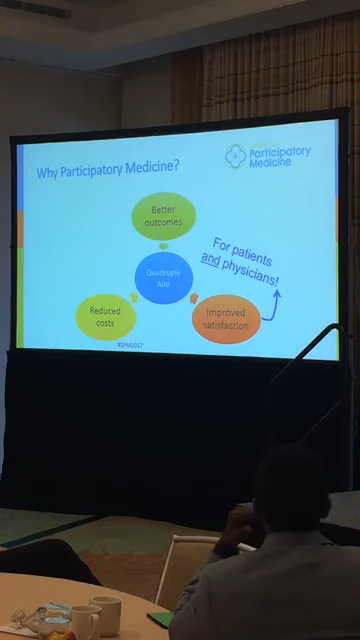 Why Participatory Medicine?
Participatory
Medicine
Better
outcomes
For patients
and physicians!
Quadruple
Aim
Reduced
costs
Improved
satisfaction
#SPM2017